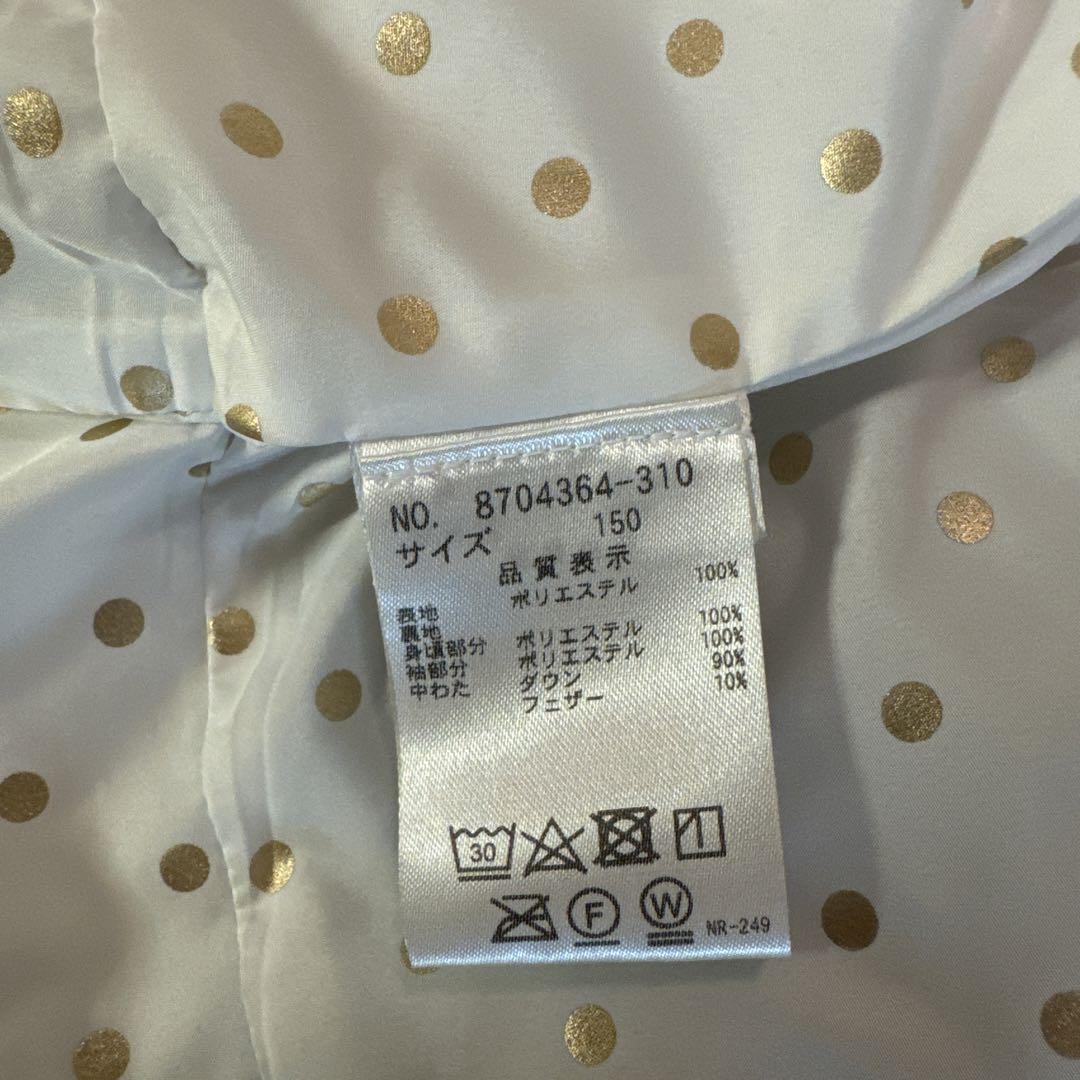 NO. 8704364-310
サイズ 150
品質表示
表地 ポリエステル 100%
裏地
身頃部分 ポリエステル 100%
袖部分 ポリエステル 100%
中わた ダウン 90%
フェザー 10%
30
F W NR-249